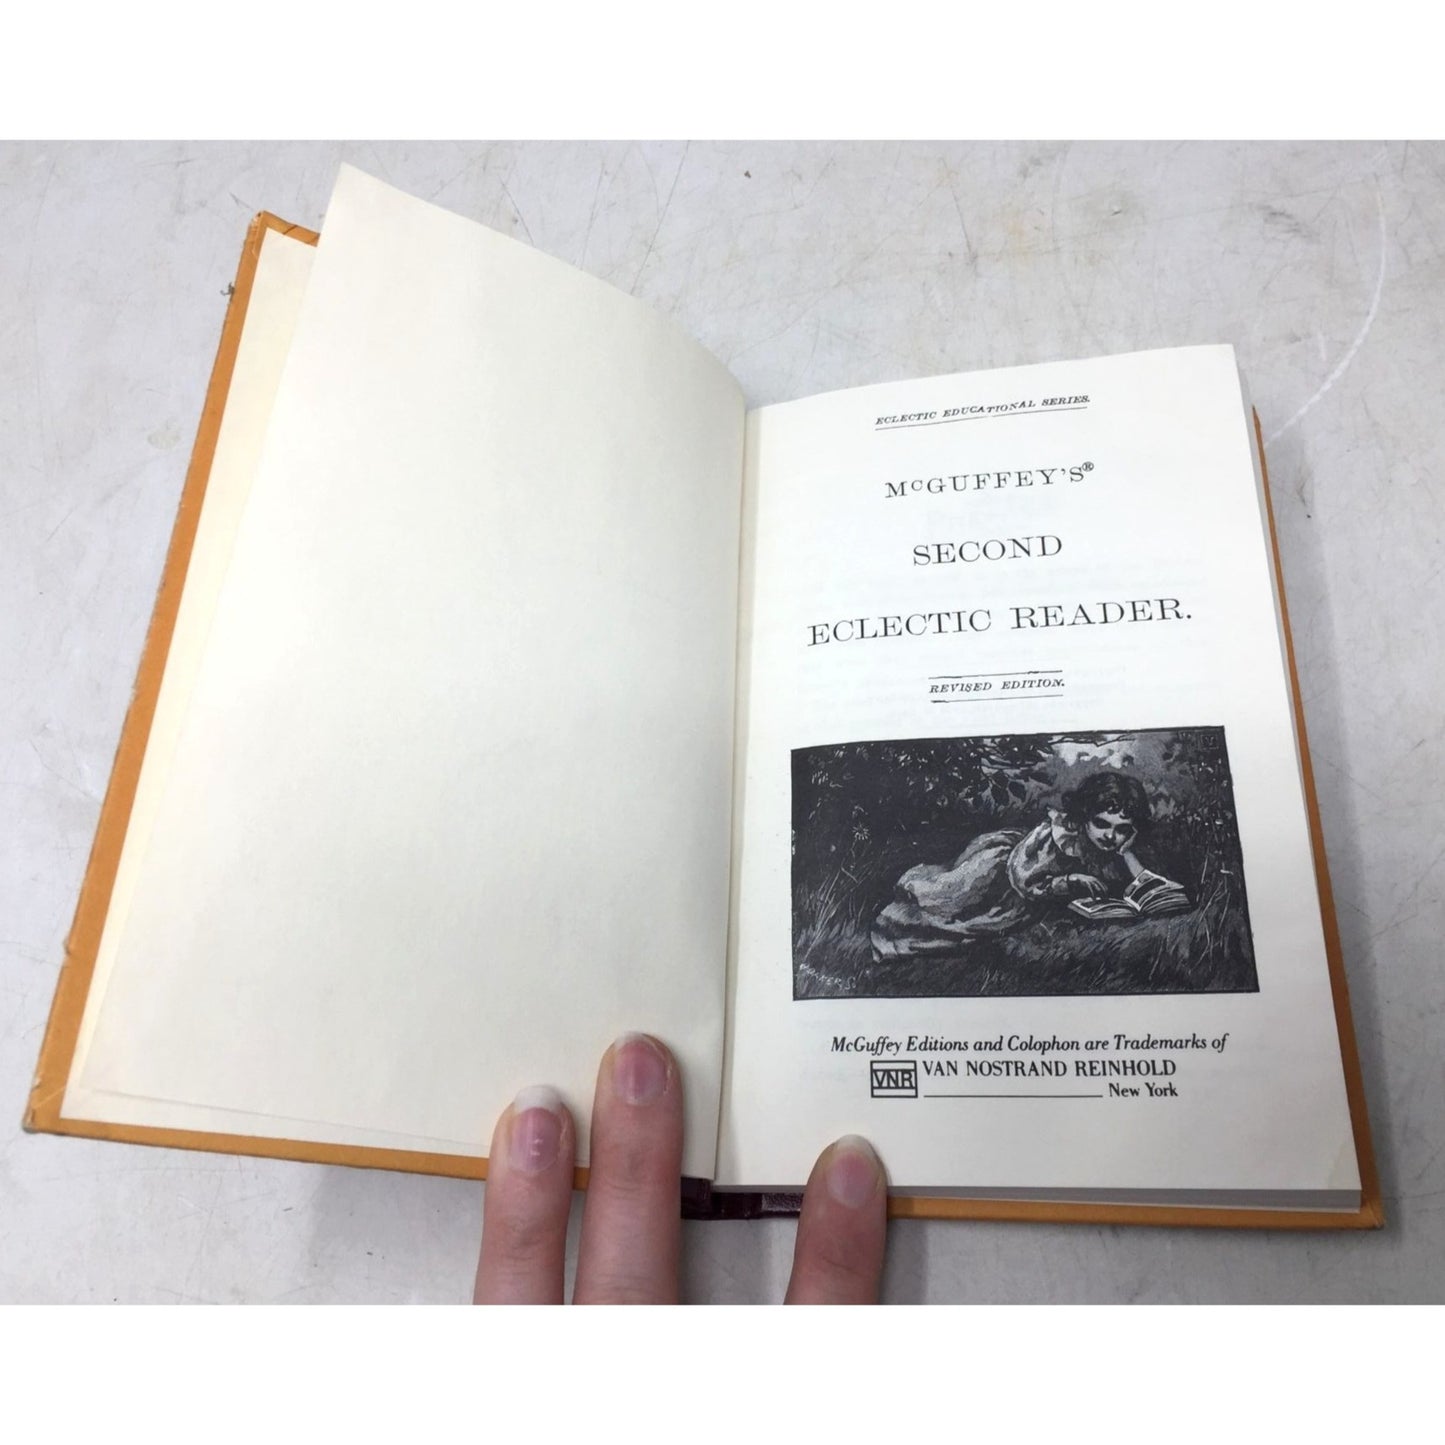 ECLECTIC EDUCATIONAL SERIES.
McGUFFEY'S®
SECOND
ECLECTIC READER.
REVISED EDITION.
McGuffey Editions and Colophon are Trademarks of
VNR VAN NOSTRAND REINHOLD
New York